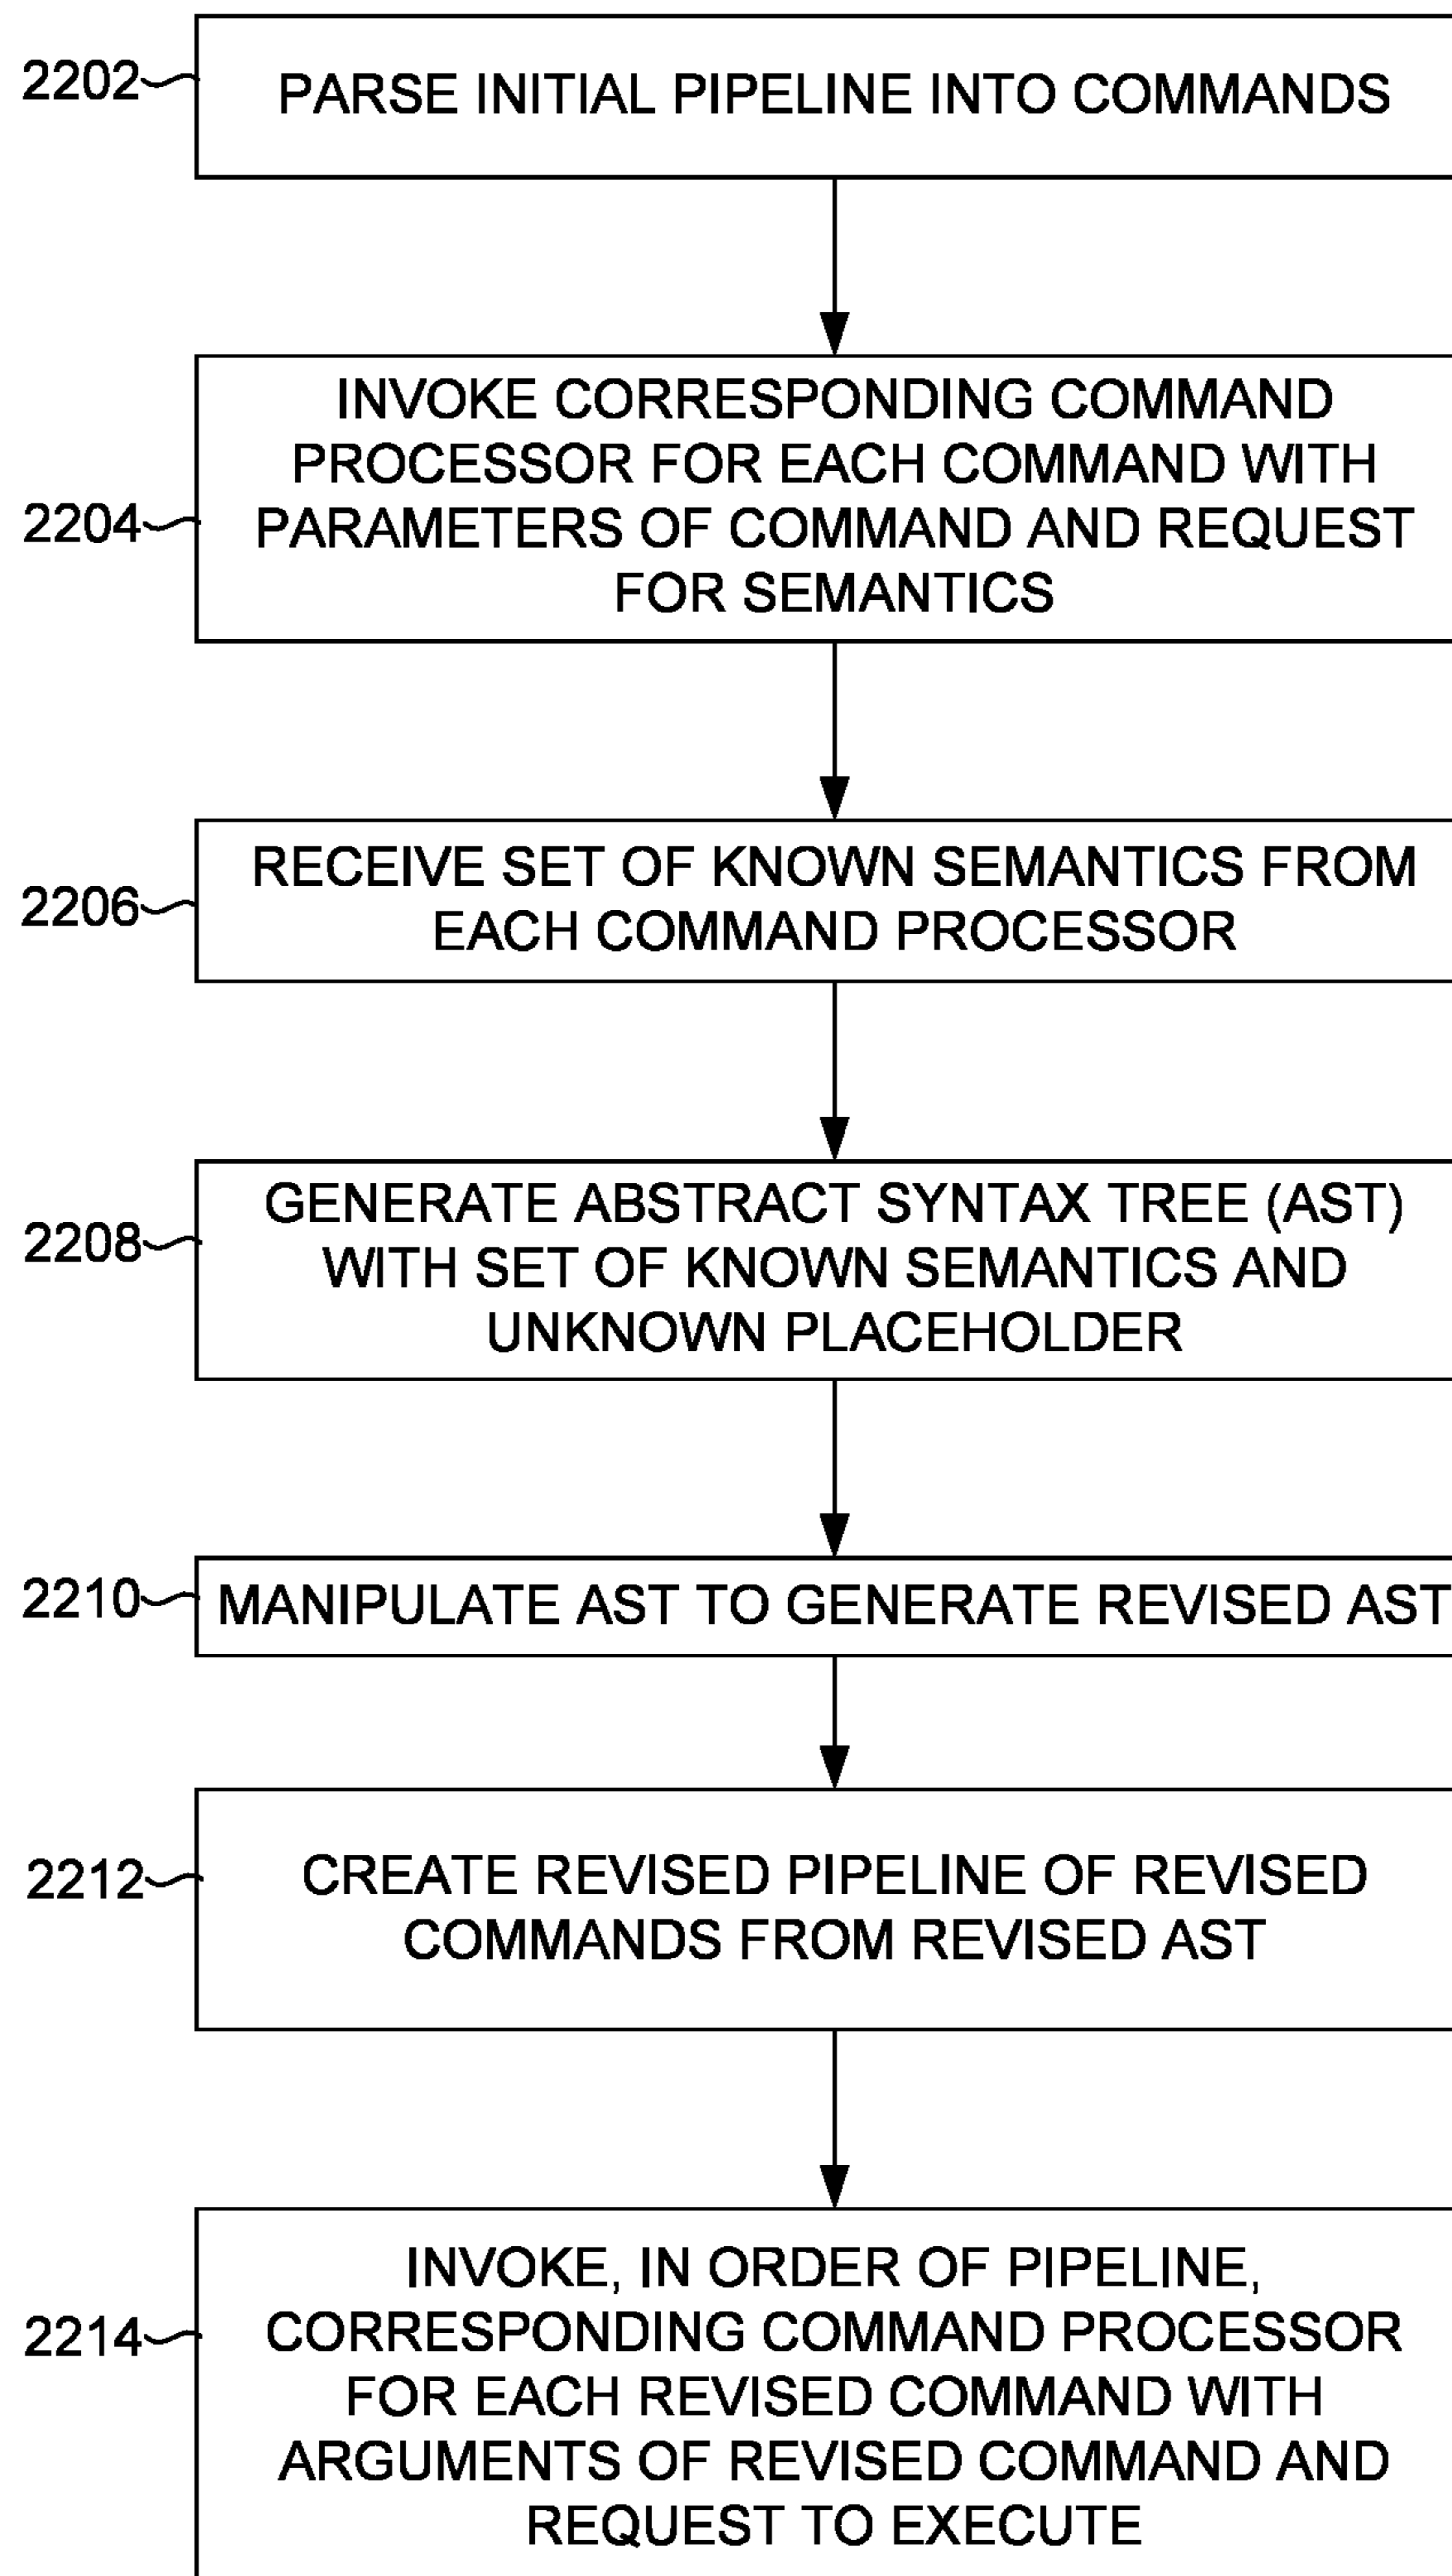 2202
PARSE INITIAL PIPELINE INTO COMMANDS
INVOKE CORRESPONDING COMMAND
PROCESSOR FOR EACH COMMAND WITH
2204
PARAMETERS OF COMMAND AND REQUEST
FOR SEMANTICS
RECEIVE SET OF KNOWN SEMANTICS FROM
2206
EACH COMMAND PROCESSOR
GENERATE ABSTRACT SYNTAX TREE (AST)
2208
WITH SET OF KNOWN SEMANTICS AND
UNKNOWN PLACEHOLDER
2210
MANIPULATE AST TO GENERATE REVISED AST
2212
CREATE REVISED PIPELINE OF REVISED
COMMANDS FROM REVISED AST
INVOKE, IN ORDER OF PIPELINE,
2214
CORRESPONDING COMMAND PROCESSOR
FOR EACH REVISED COMMAND WITH
ARGUMENTS OF REVISED COMMAND AND
REQUEST TO EXECUTE